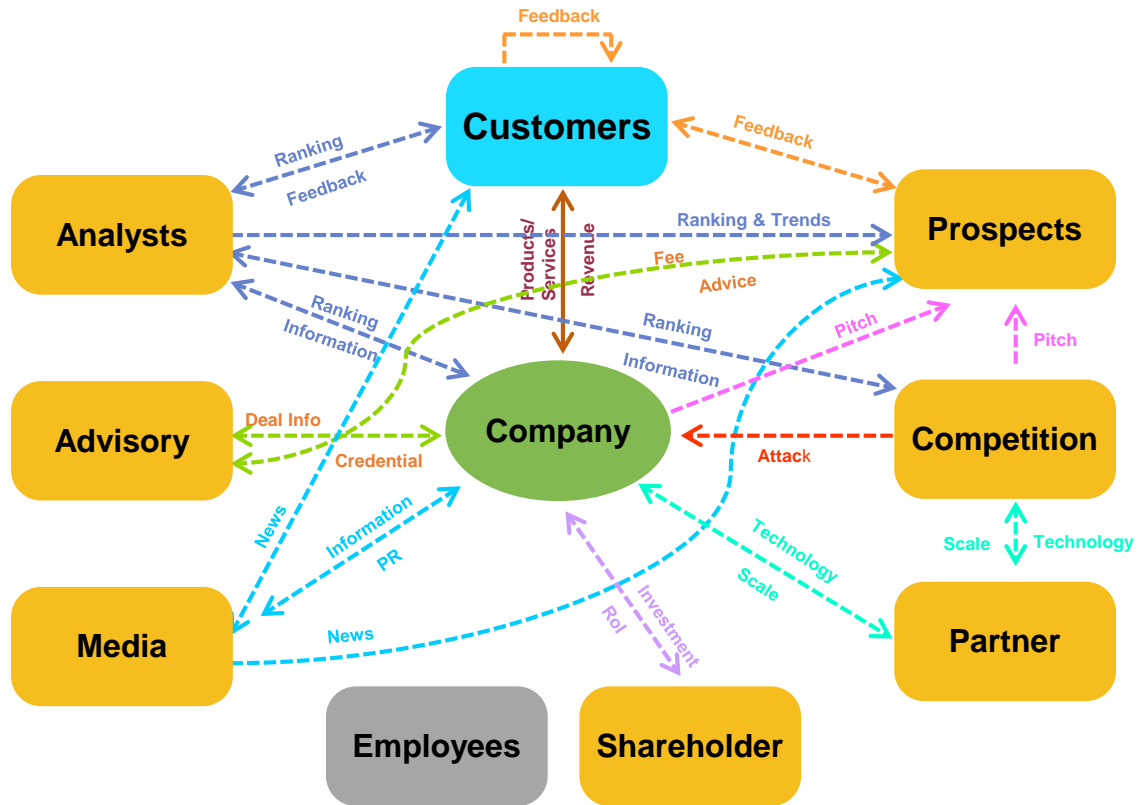 Feedback
Customers
Ranking
Feedback
Feedback
Analysts
Ranking & Trends
Prospects
Products/
Services
Revenue
Fee
Advice
Ranking
Information
Ranking
Information
Pitch
Pitch
Advisory
Deal Info
Credential
Company
Attack
Competition
News
Information
PR
Technology
Scale
Scale
Technology
Investment
RoI
Media
News
Partner
Employees
Shareholder